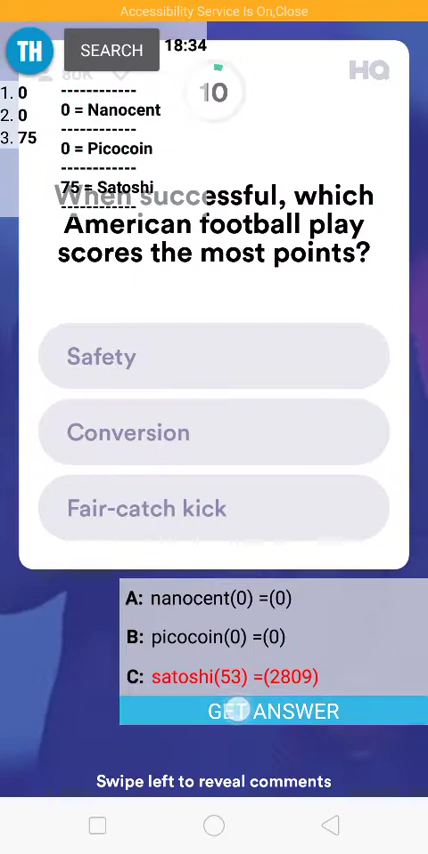 Accessibility Service Is On,Close
TH
SEARCH
18:34
80K
HQ
10
1. 0
2. 0
3. 75
------------
0 = Nanocent
------------
0 = Picocoin
------------
75 = Satoshi
------------
When successful, which
American football play
scores the most points?
Safety
Conversion
Fair-catch kick
A: nanocent(0) =(0)
B: picocoin(0) =(0)
C: satoshi(53) =(2809)
GET ANSWER
Swipe left to reveal comments